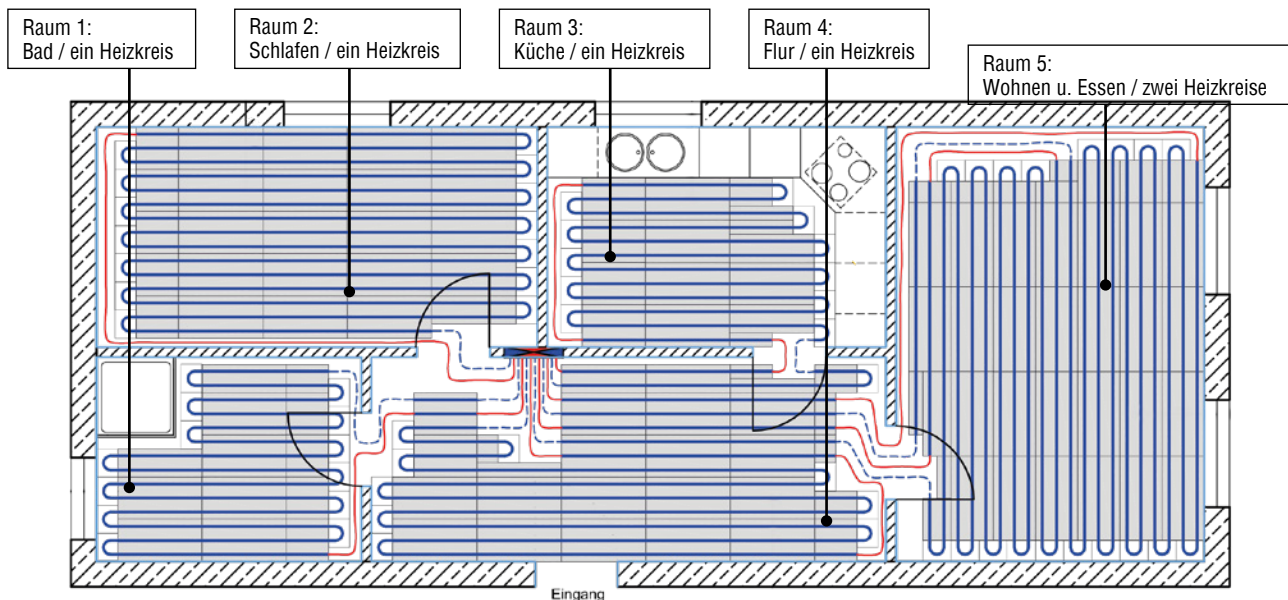 Raum 1:
Bad / ein Heizkreis
Raum 2:
Schlafen / ein Heizkreis
Raum 3:
Küche / ein Heizkreis
Raum 4:
Flur / ein Heizkreis
Raum 5:
Wohnen u. Essen / zwei Heizkreise
Eingang